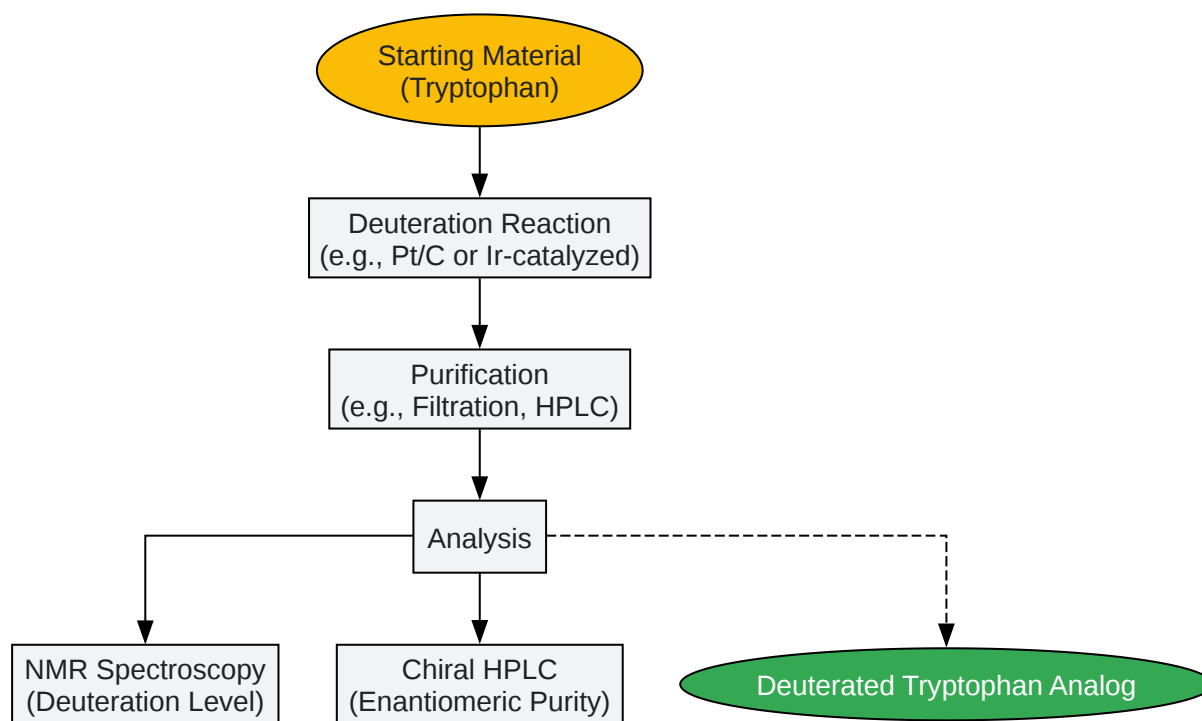 Starting Material
(Tryptophan)
Deuteration Reaction
(e.g., Pt/C or Ir-catalyzed)
Purification
(e.g., Filtration, HPLC)
Analysis
NMR Spectroscopy
(Deuteration Level)
Chiral HPLC
(Enantiomeric Purity)
Deuterated Tryptophan Analog